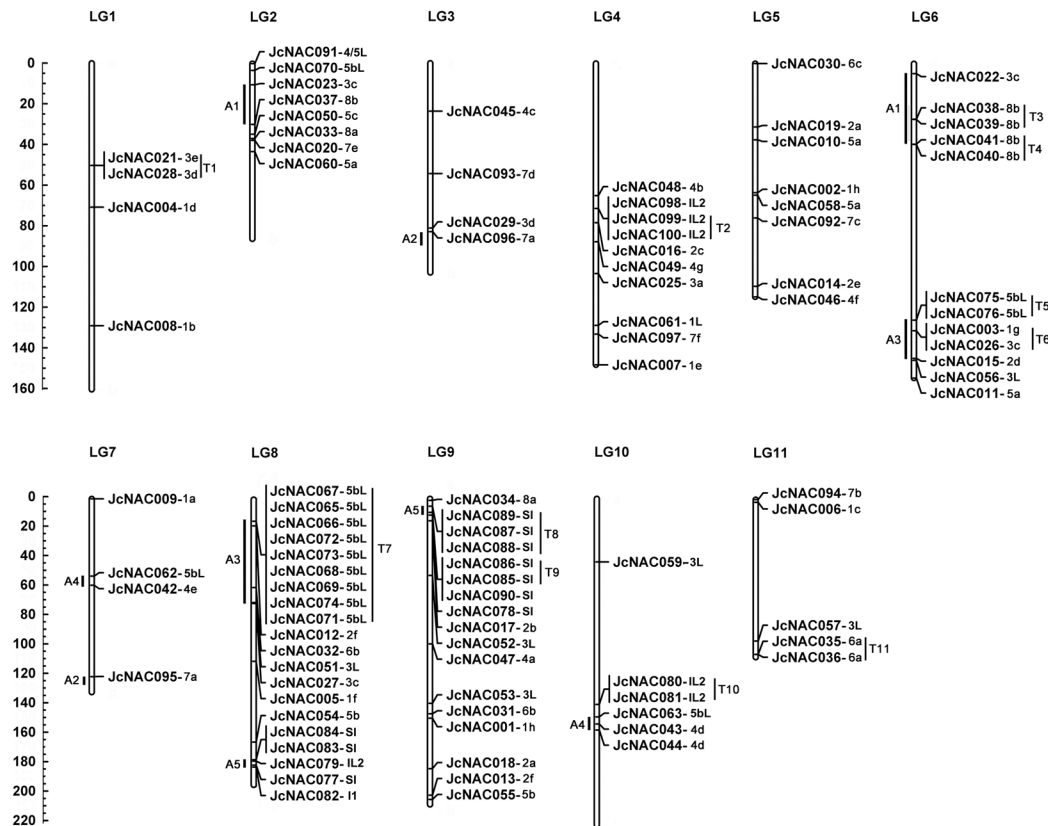 LG1 LG2 LG3 LG4 LG5 LG6
0
20
40
60
80
100
120
140
160
JcNAC021-3e
JcNAC028-3d
T1
JcNAC004-1d
JcNAC008-1b
A1
JcNAC091-4/5L
JcNAC070-5bL
JcNAC023-3c
JcNAC037-8b
JcNAC050-5c
JcNAC033-8a
JcNAC020-7e
JcNAC060-5a
JcNAC045-4c
JcNAC093-7d
JcNAC029-3d
A2
JcNAC096-7a
JcNAC048-4b
JcNAC098-IL2
JcNAC099-IL2
JcNAC100-IL2
T2
JcNAC016-2c
JcNAC049-4g
JcNAC025-3a
JcNAC061-1L
JcNAC097-7f
JcNAC007-1e
JcNAC030-6c
JcNAC019-2a
JcNAC010-5a
JcNAC002-1h
JcNAC058-5a
JcNAC092-7c
JcNAC014-2e
JcNAC046-4f
A1
JcNAC022-3c
JcNAC038-8b
JcNAC039-8b
T3
JcNAC041-8b
JcNAC040-8b
T4
JcNAC075-5bL
JcNAC076-5bL
T5
A3
JcNAC003-1g
JcNAC026-3c
T6
JcNAC015-2d
JcNAC056-3L
JcNAC011-5a
LG7 LG8 LG9 LG10 LG11
0
20
40
60
80
100
120
140
160
180
200
220
JcNAC009-1a
A4
JcNAC062-5bL
JcNAC042-4e
A2
JcNAC095-7a
A3
JcNAC067-5bL
JcNAC065-5bL
JcNAC066-5bL
JcNAC072-5bL
JcNAC073-5bL
JcNAC068-5bL
JcNAC069-5bL
JcNAC074-5bL
JcNAC071-5bL
T7
JcNAC012-2f
JcNAC032-6b
JcNAC051-3L
JcNAC027-3c
JcNAC005-1f
JcNAC054-5b
JcNAC084-SI
JcNAC083-SI
A5
JcNAC079-IL2
JcNAC077-SI
JcNAC082-I1
A5
JcNAC034-8a
JcNAC089-SI
JcNAC087-SI
JcNAC088-SI
T8
JcNAC086-SI
JcNAC085-SI
T9
JcNAC090-SI
JcNAC078-SI
JcNAC017-2b
JcNAC052-3L
JcNAC047-4a
JcNAC053-3L
JcNAC031-6b
JcNAC001-1h
JcNAC018-2a
JcNAC013-2f
JcNAC055-5b
JcNAC059-3L
JcNAC080-IL2
JcNAC081-IL2
T10
A4
JcNAC063-5bL
JcNAC043-4d
JcNAC044-4d
JcNAC094-7b
JcNAC006-1c
JcNAC057-3L
JcNAC035-6a
JcNAC036-6a
T11